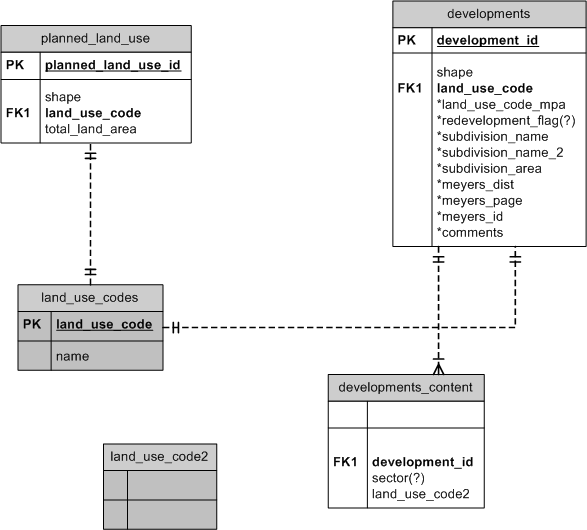 planned_land_use
PK planned_land_use_id
shape
FK1 land_use_code
total_land_area
developments
PK development_id
shape
FK1 land_use_code
*land_use_code_mpa
*redevelopment_flag(?)
*subdivision_name
*subdivision_name_2
*subdivision_area
*meyers_dist
*meyers_page
*meyers_id
*comments
land_use_codes
PK land_use_code
name
developments_content
FK1 development_id
sector(?)
land_use_code2
land_use_code2